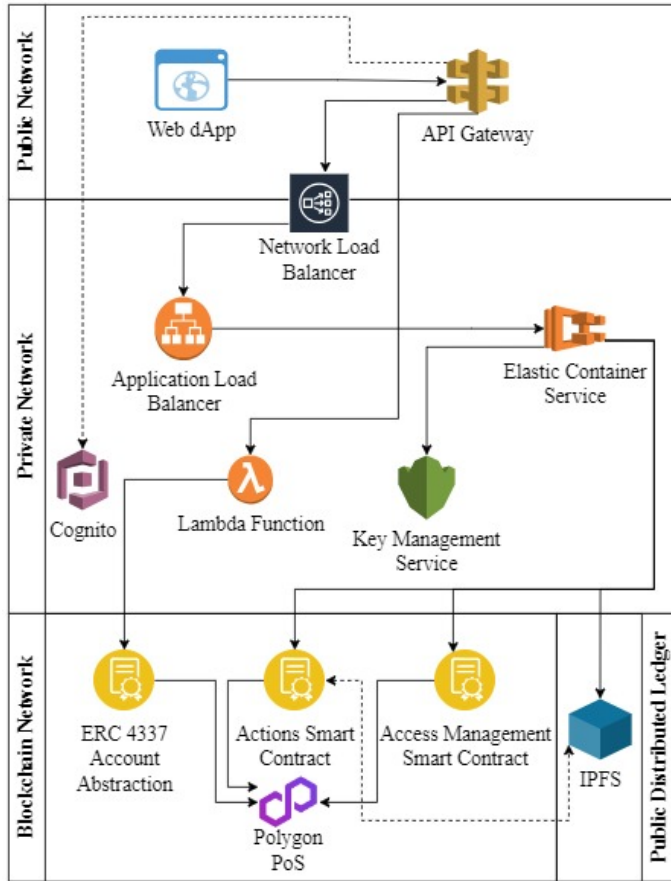 Public Network
Web dApp
API Gateway
Private Network
Network Load
Balancer
Application Load
Balancer
Elastic Container
Service
Cognito
Lambda Function
Key Management
Service
Blockchain Network
ERC 4337
Account
Abstraction
Actions Smart
Contract
Access Management
Smart Contract
Polygon
PoS
IPFS
Public Distributed Ledger